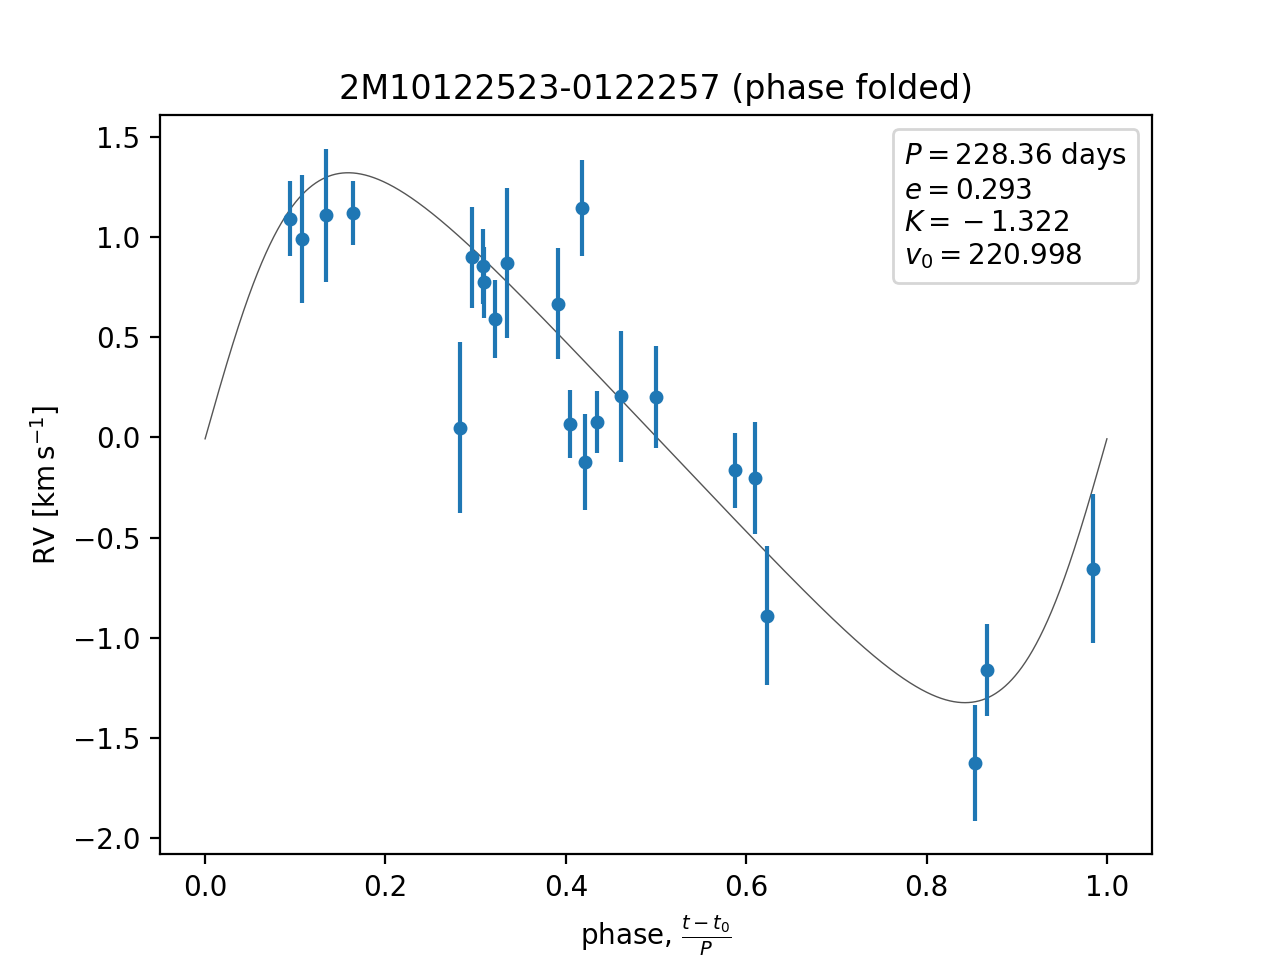 2M10122523-0122257 (phase folded)
P = 228.36 days
e = 0.293
K = −1.322
v₀ = 220.998
RV [km s⁻¹]
1.5
1.0
0.5
0.0
−0.5
−1.0
−1.5
−2.0
0.0 0.2 0.4 0.6 0.8 1.0
phase, (t − t₀)/P